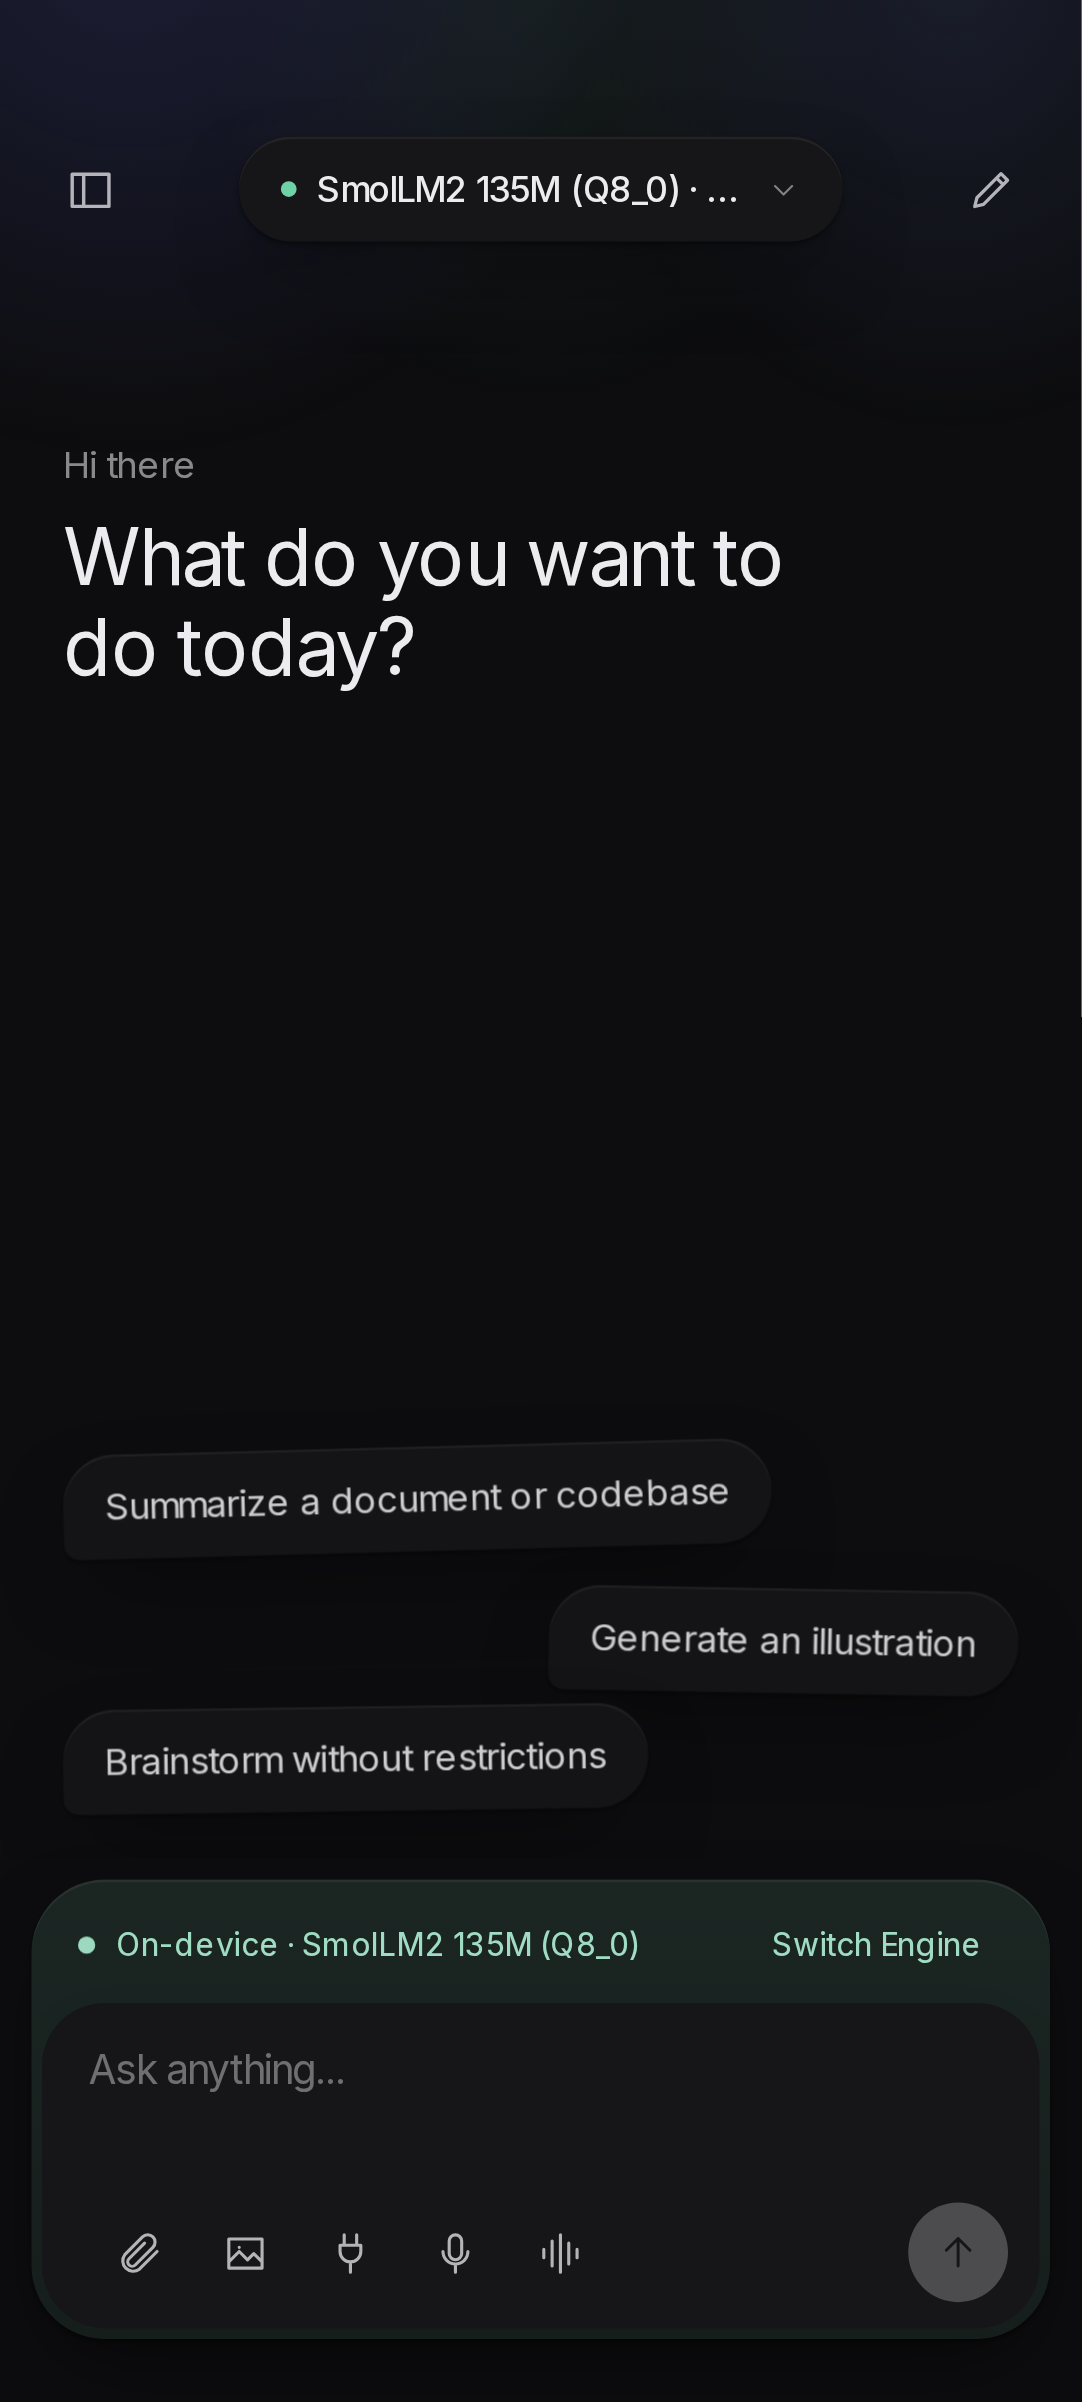 SmolLM2 135M (Q8_0) · ...
Hi there
What do you want to
do today?
Summarize a document or codebase
Generate an illustration
Brainstorm without restrictions
On-device · SmolLM2 135M (Q8_0) Switch Engine
Ask anything...